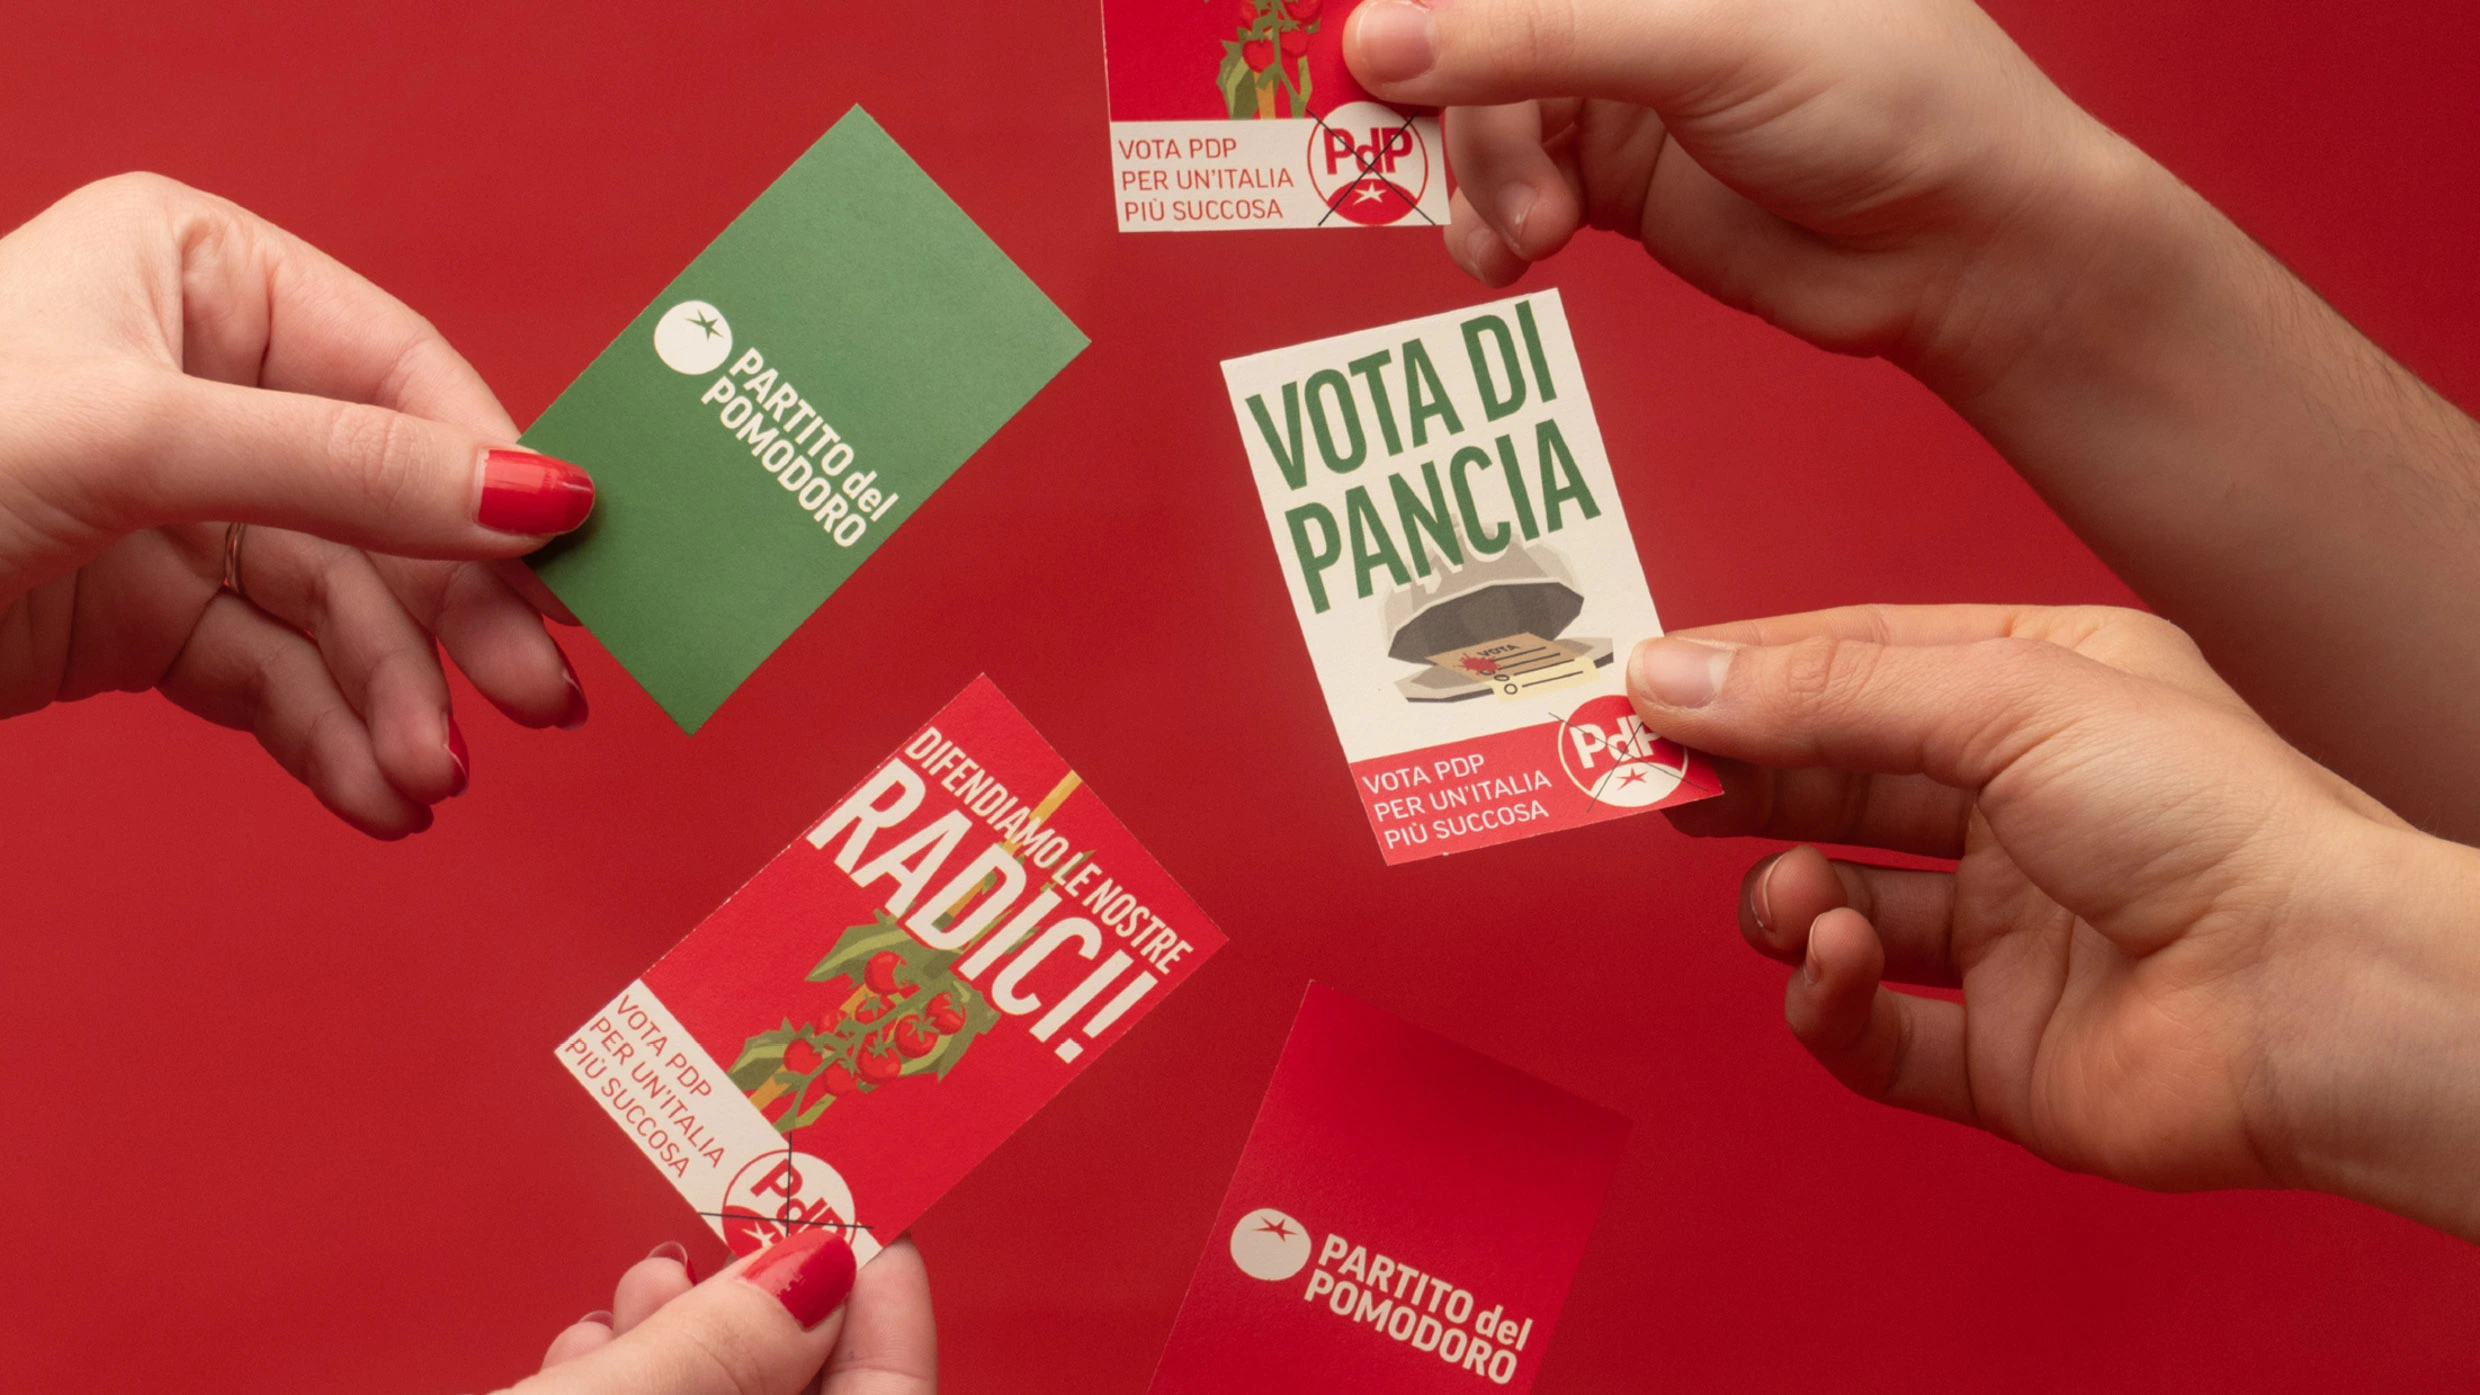 VOTA PDP
PER UN'ITALIA
PIÙ SUCCOSA
PdP
PARTITO del
POMODORO
VOTA DI
PANCIA
VOTA
VOTA PDP
PER UN'ITALIA
PIÙ SUCCOSA
PdP
DIFENDIAMO LE NOSTRE
RADICI!!
VOTA PDP
PER UN'ITALIA
PIÙ SUCCOSA
PdP
PARTITO del
POMODORO